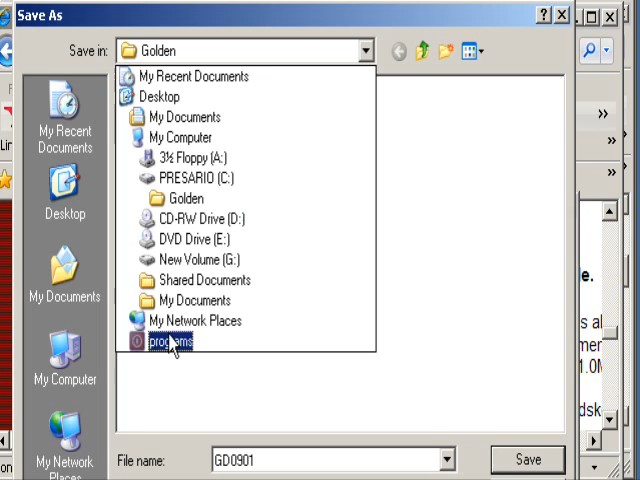 Save As
Save in: Golden
My Recent Documents
Desktop
My Documents
My Computer
3½ Floppy (A:)
PRESARIO (C:)
Golden
CD-RW Drive (D:)
DVD Drive (E:)
New Volume (G:)
Shared Documents
My Documents
My Network Places
programs
My Recent
Documents
Desktop
My Documents
My Computer
My Network
Places
File name: GD0901
Save